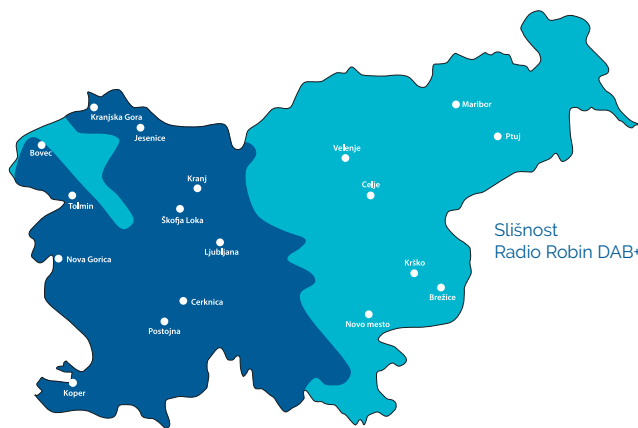 Kranjska Gora
Jesenice
Bovec
Tolmin
Kranj
Škofja Loka
Ljubljana
Nova Gorica
Cerknica
Postojna
Koper
Maribor
Ptuj
Velenje
Celje
Krško
Brežice
Novo mesto
Slišnost
Radio Robin DAB+